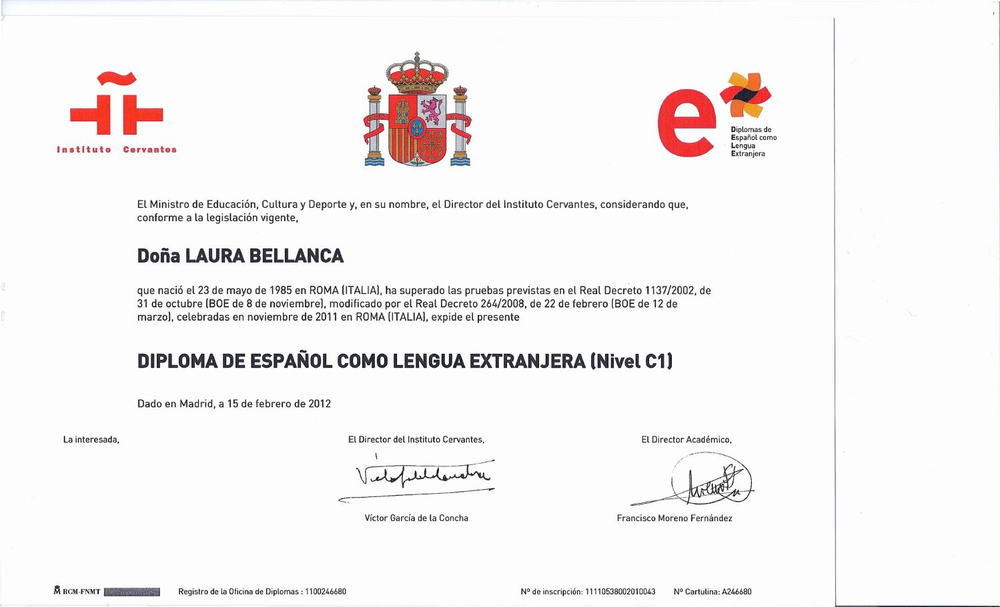 Instituto Cervantes
e
Diplomas de
Español como
Lengua
Extranjera
El Ministro de Educación, Cultura y Deporte y, en su nombre, el Director del Instituto Cervantes, considerando que,
conforme a la legislación vigente,
Doña LAURA BELLANCA
que nació el 23 de mayo de 1985 en ROMA (ITALIA), ha superado las pruebas previstas en el Real Decreto 1137/2002, de
31 de octubre (BOE de 8 de noviembre), modificado por el Real Decreto 264/2008, de 22 de febrero (BOE de 12 de
marzo), celebradas en noviembre de 2011 en ROMA (ITALIA), expide el presente
DIPLOMA DE ESPAÑOL COMO LENGUA EXTRANJERA (Nivel C1)
Dado en Madrid, a 15 de febrero de 2012
La interesada,
El Director del Instituto Cervantes,
El Director Académico,
Víctor García de la Concha
Francisco Moreno Fernández
RCM-FNMT
Registro de la Oficina de Diplomas : 1100246680
Nº de inscripción: 11110538002010043
Nº Cartulina: A246680